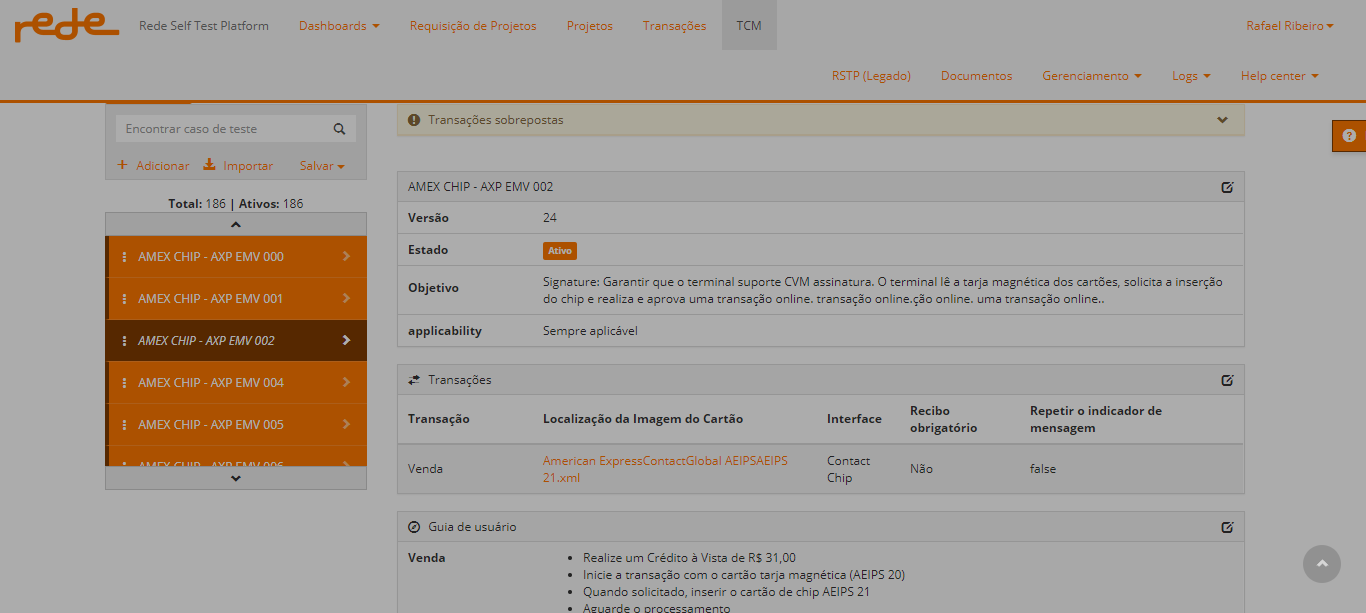 rede Rede Self Test Platform Dashboards Requisição de Projetos Projetos Transações TCM Rafael Ribeiro
RSTP (Legado) Documentos Gerenciamento Logs Help center
Encontrar caso de teste
Adicionar Importar Salvar
Total: 186 | Ativos: 186
AMEX CHIP - AXP EMV 000
AMEX CHIP - AXP EMV 001
AMEX CHIP - AXP EMV 002
AMEX CHIP - AXP EMV 004
AMEX CHIP - AXP EMV 005
AMEX CHIP - AXP EMV 006
Transações sobrepostas
AMEX CHIP - AXP EMV 002
Versão 24
Estado Ativo
Objetivo Signature: Garantir que o terminal suporte CVM assinatura. O terminal lê a tarja magnética dos cartões, solicita a inserção
do chip e realiza e aprova uma transação online. transação online.ção online. uma transação online..
applicability Sempre aplicável
Transações
Transação Localização da Imagem do Cartão Interface Recibo obrigatório Repetir o indicador de mensagem
Venda American ExpressContactGlobal AEIPSAEIPS 21.xml Contact Chip Não false
Guia de usuário
Venda
Realize um Crédito à Vista de R$ 31,00
Inicie a transação com o cartão tarja magnética (AEIPS 20)
Quando solicitado, inserir o cartão de chip AEIPS 21
Aguarde o processamento